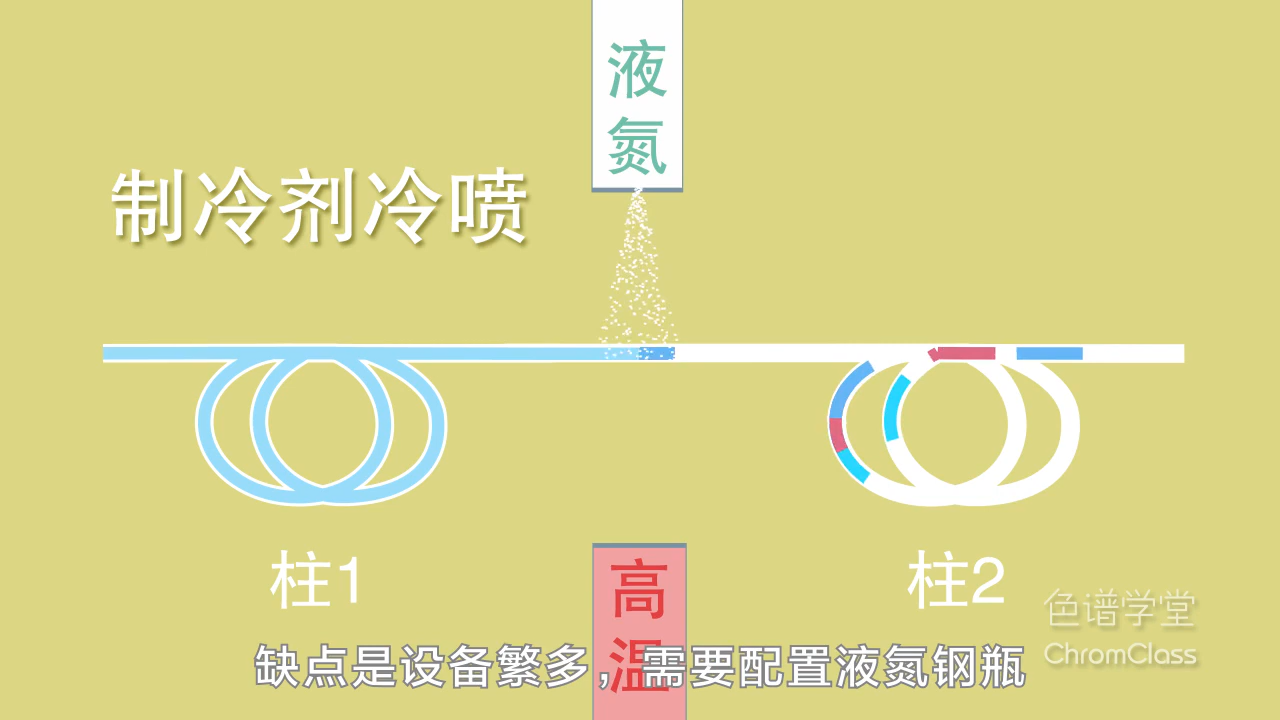 液氮
制冷剂冷喷
柱1
柱2
高温
色谱学堂
ChromClass
缺点是设备繁多，需要配置液氮钢瓶